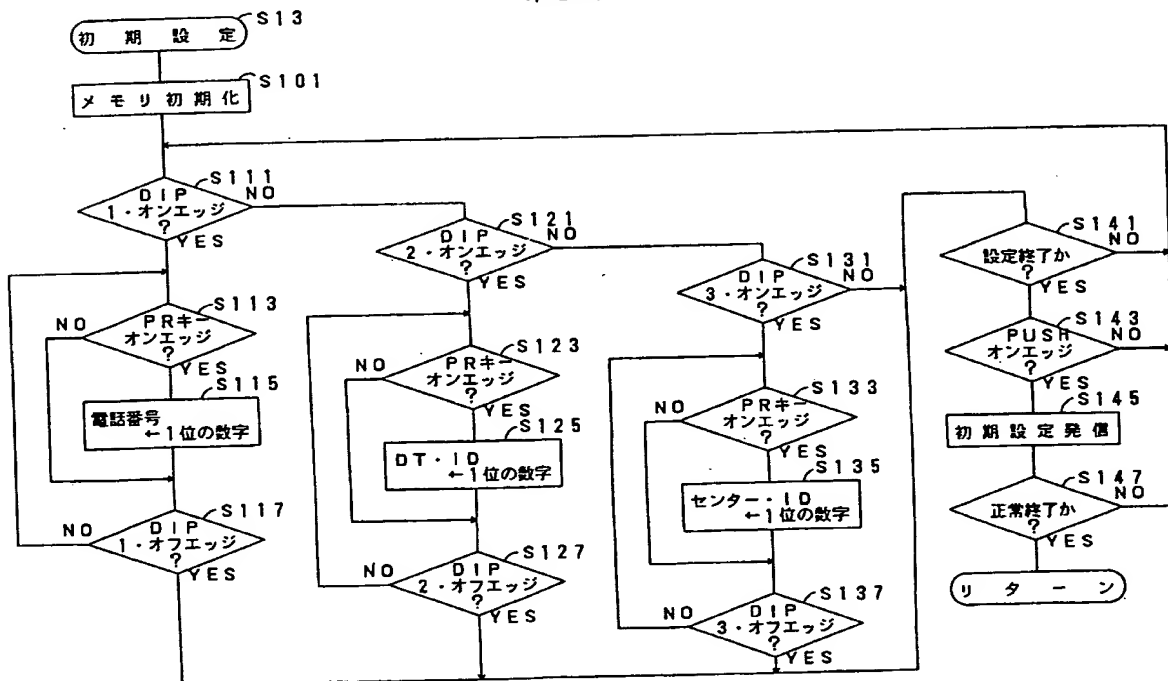 初期設定
S13
メモリ初期化
S101
DIP
1・オンエッジ
?
S111
NO
YES
PRキー
オンエッジ
?
S113
NO
YES
電話番号
←1位の数字
S115
DIP
1・オフエッジ
?
S117
NO
YES
DIP
2・オンエッジ
?
S121
NO
YES
PRキー
オンエッジ
?
S123
NO
YES
DT・ID
←1位の数字
S125
DIP
2・オフエッジ
?
S127
NO
YES
DIP
3・オンエッジ
?
S131
NO
YES
PRキー
オンエッジ
?
S133
NO
YES
センター・ID
←1位の数字
S135
DIP
3・オフエッジ
?
S137
NO
YES
設定終了か
?
S141
NO
YES
PUSH
オンエッジ
?
S143
NO
YES
初期設定発信
S145
正常終了か
?
S147
NO
YES
リターン